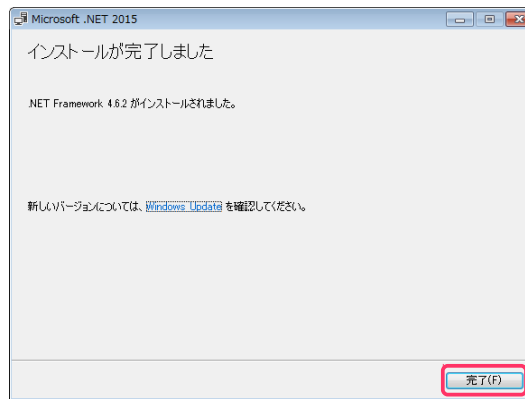 Microsoft .NET 2015
インストールが完了しました
.NET Framework 4.6.2 がインストールされました。
新しいバージョンについては、Windows Update を確認してください。
完了(F)